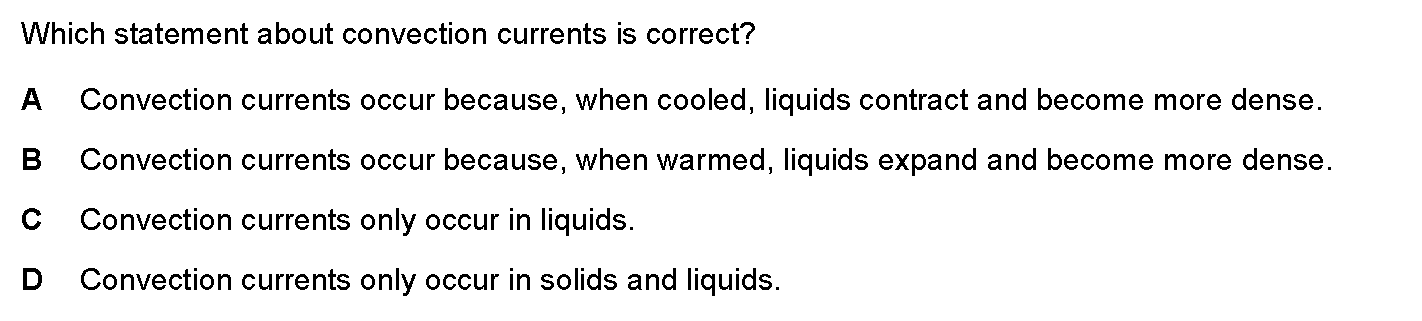 Which statement about convection currents is correct?
A Convection currents occur because, when cooled, liquids contract and become more dense.
B Convection currents occur because, when warmed, liquids expand and become more dense.
C Convection currents only occur in liquids.
D Convection currents only occur in solids and liquids.